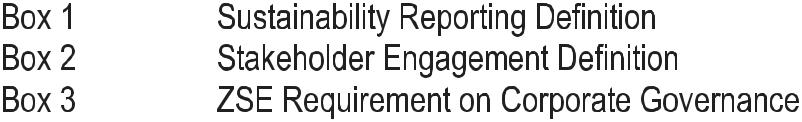 Box 1 Sustainability Reporting Definition
Box 2 Stakeholder Engagement Definition
Box 3 ZSE Requirement on Corporate Governance